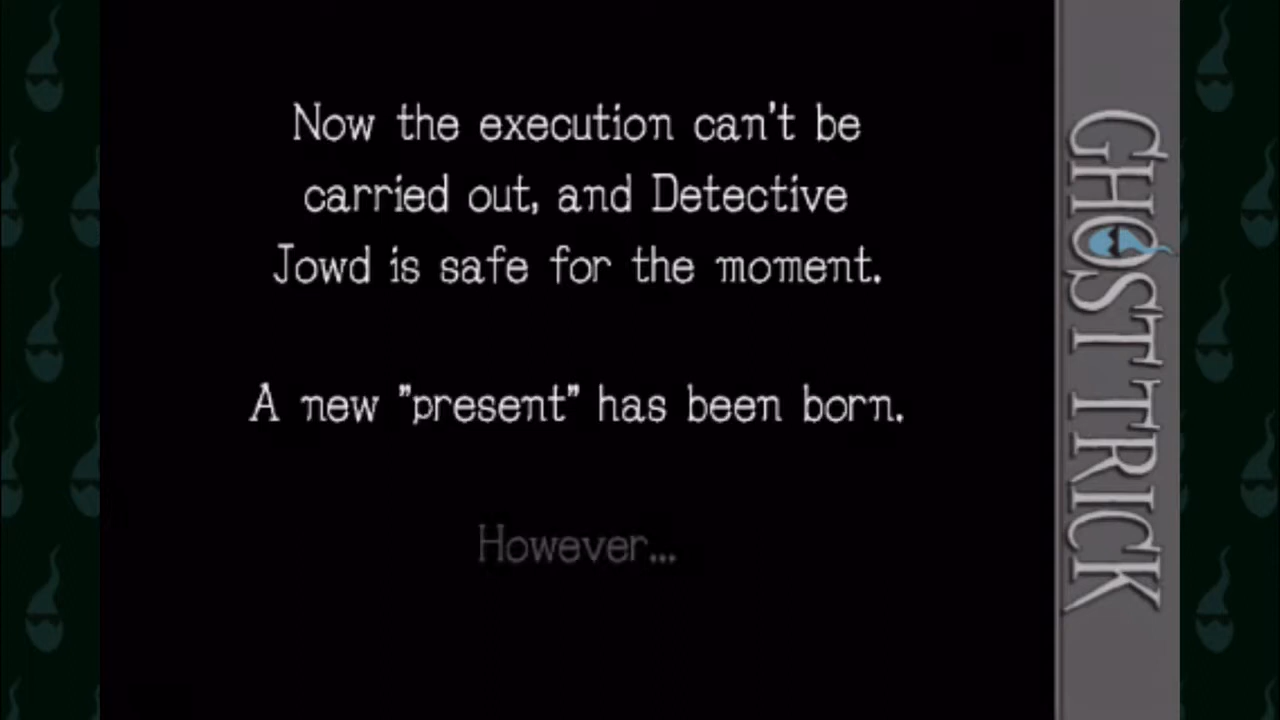 Now the execution can't be
carried out, and Detective
Jowd is safe for the moment.
A new "present" has been born.
However...
GHOST TRICK